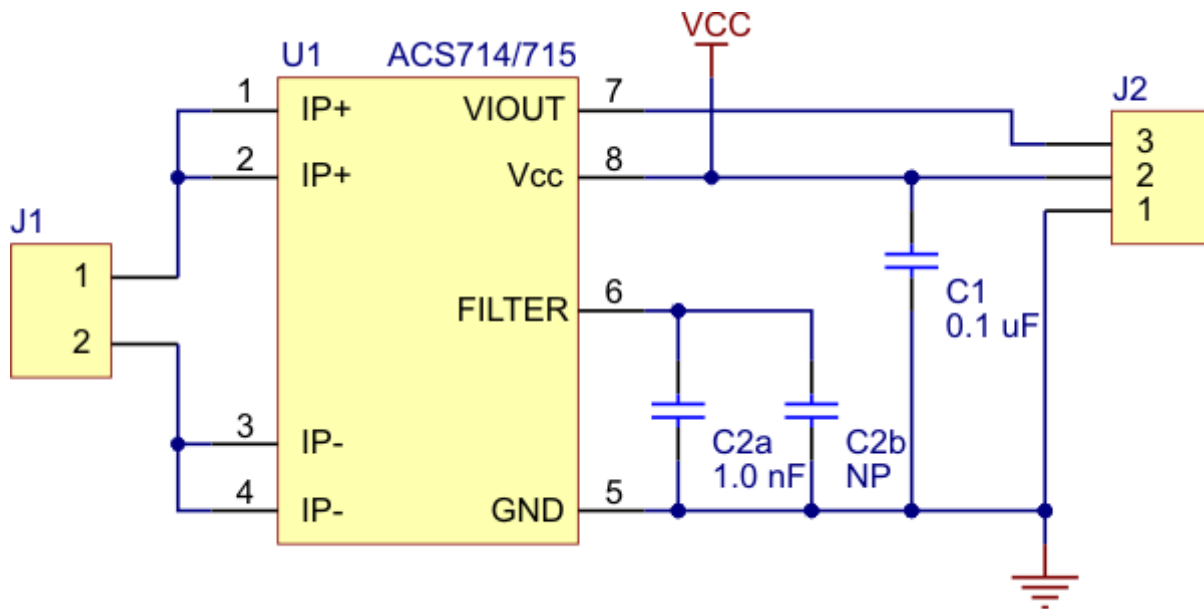 VCC
U1 ACS714/715
1 IP+ VIOUT 7
2 IP+ Vcc 8
J2
3
2
1
J1
1
2
FILTER 6
C1
0.1 uF
3 IP-
4 IP- GND 5
C2a
1.0 nF
C2b
NP